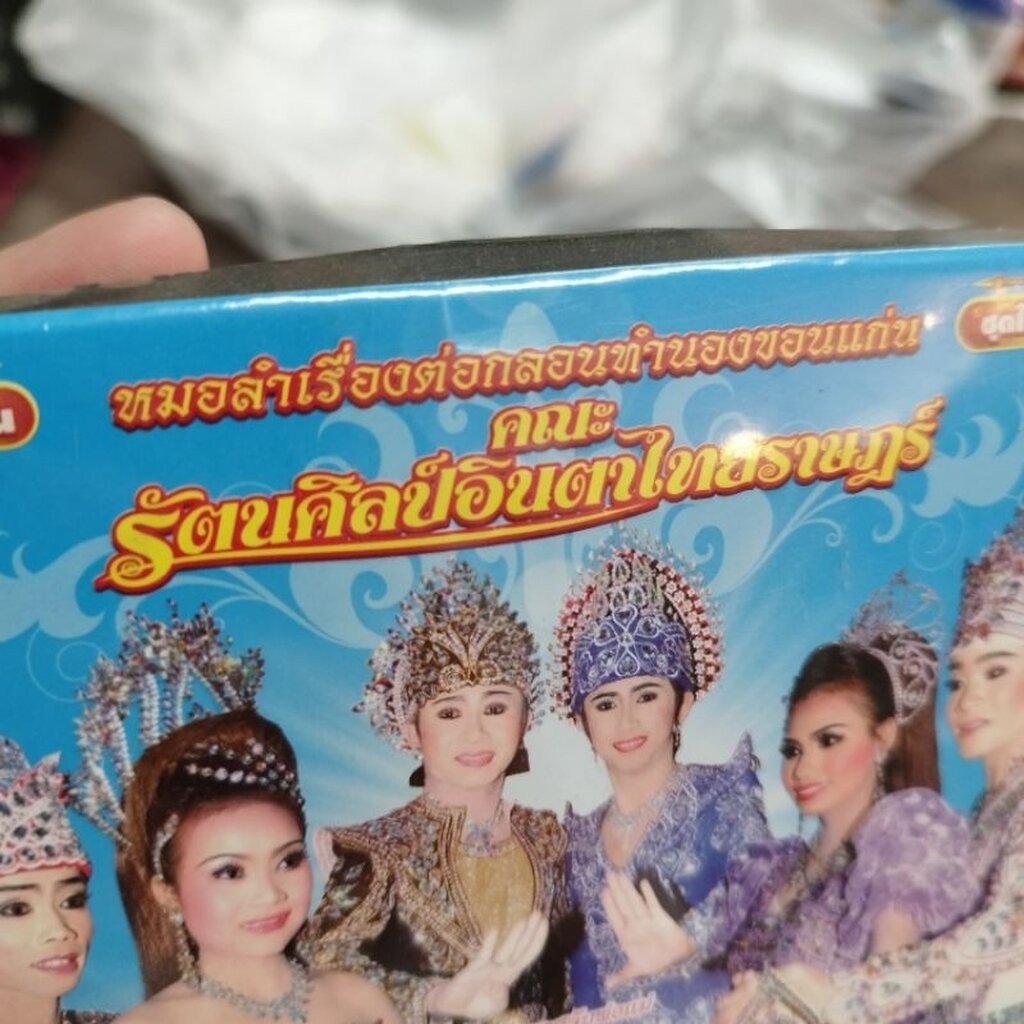 หมอลำเรื่องต่อกลอนทำนองขอนแก่น
คณะ
รัตนศิลป์อินตาไทยราษฎร์